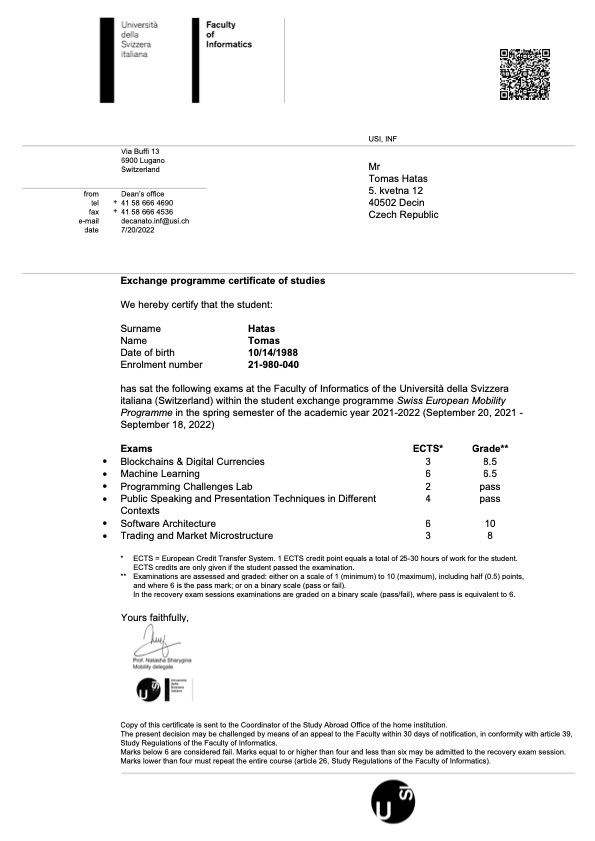 Università
della
Svizzera
italiana
Faculty
of
Informatics
USI, INF
Via Buffi 13
6900 Lugano
Switzerland
Mr
Tomas Hatas
5. kvetna 12
40502 Decin
Czech Republic
from Dean's office
tel + 41 58 666 4690
fax + 41 58 666 4536
e-mail decanato.inf@usi.ch
date 7/20/2022
Exchange programme certificate of studies
We hereby certify that the student:
Surname Hatas
Name Tomas
Date of birth 10/14/1988
Enrolment number 21-980-040
has sat the following exams at the Faculty of Informatics of the Università della Svizzera
italiana (Switzerland) within the student exchange programme Swiss European Mobility
Programme in the spring semester of the academic year 2021-2022 (September 20, 2021 -
September 18, 2022)
Exams ECTS* Grade**
• Blockchains & Digital Currencies 3 8.5
• Machine Learning 6 6.5
• Programming Challenges Lab 2 pass
• Public Speaking and Presentation Techniques in Different 4 pass
Contexts
• Software Architecture 6 10
• Trading and Market Microstructure 3 8
* ECTS = European Credit Transfer System. 1 ECTS credit point equals a total of 25-30 hours of work for the student.
ECTS credits are only given if the student passed the examination.
** Examinations are assessed and graded: either on a scale of 1 (minimum) to 10 (maximum), including half (0.5) points,
and where 6 is the pass mark; or on a binary scale (pass or fail).
In the recovery exam sessions examinations are graded on a binary scale (pass/fail), where pass is equivalent to 6.
Yours faithfully,
Prof. Natasha Sharygina
Mobility delegate
USI
Università
della
Svizzera
italiana
Copy of this certificate is sent to the Coordinator of the Study Abroad Office of the home institution.
The present decision may be challenged by means of an appeal to the Faculty within 30 days of notification, in conformity with article 39,
Study Regulations of the Faculty of Informatics.
Marks below 6 are considered fail. Marks equal to or higher than four and less than six may be admitted to the recovery exam session.
Marks lower than four must repeat the entire course (article 26, Study Regulations of the Faculty of Informatics).
USI